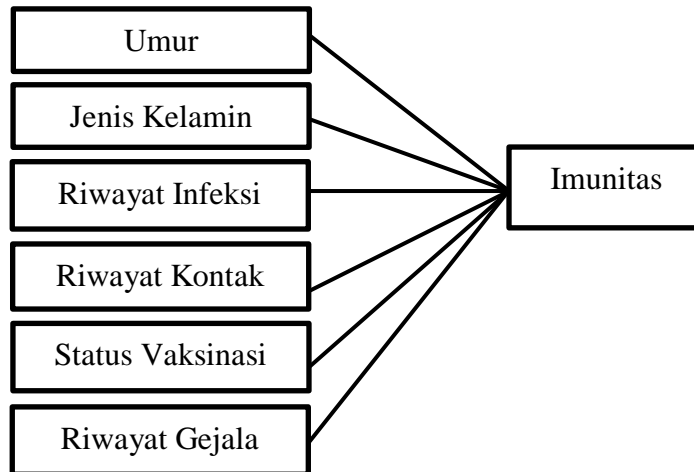 Umur
Jenis Kelamin
Riwayat Infeksi
Riwayat Kontak
Status Vaksinasi
Riwayat Gejala
Imunitas